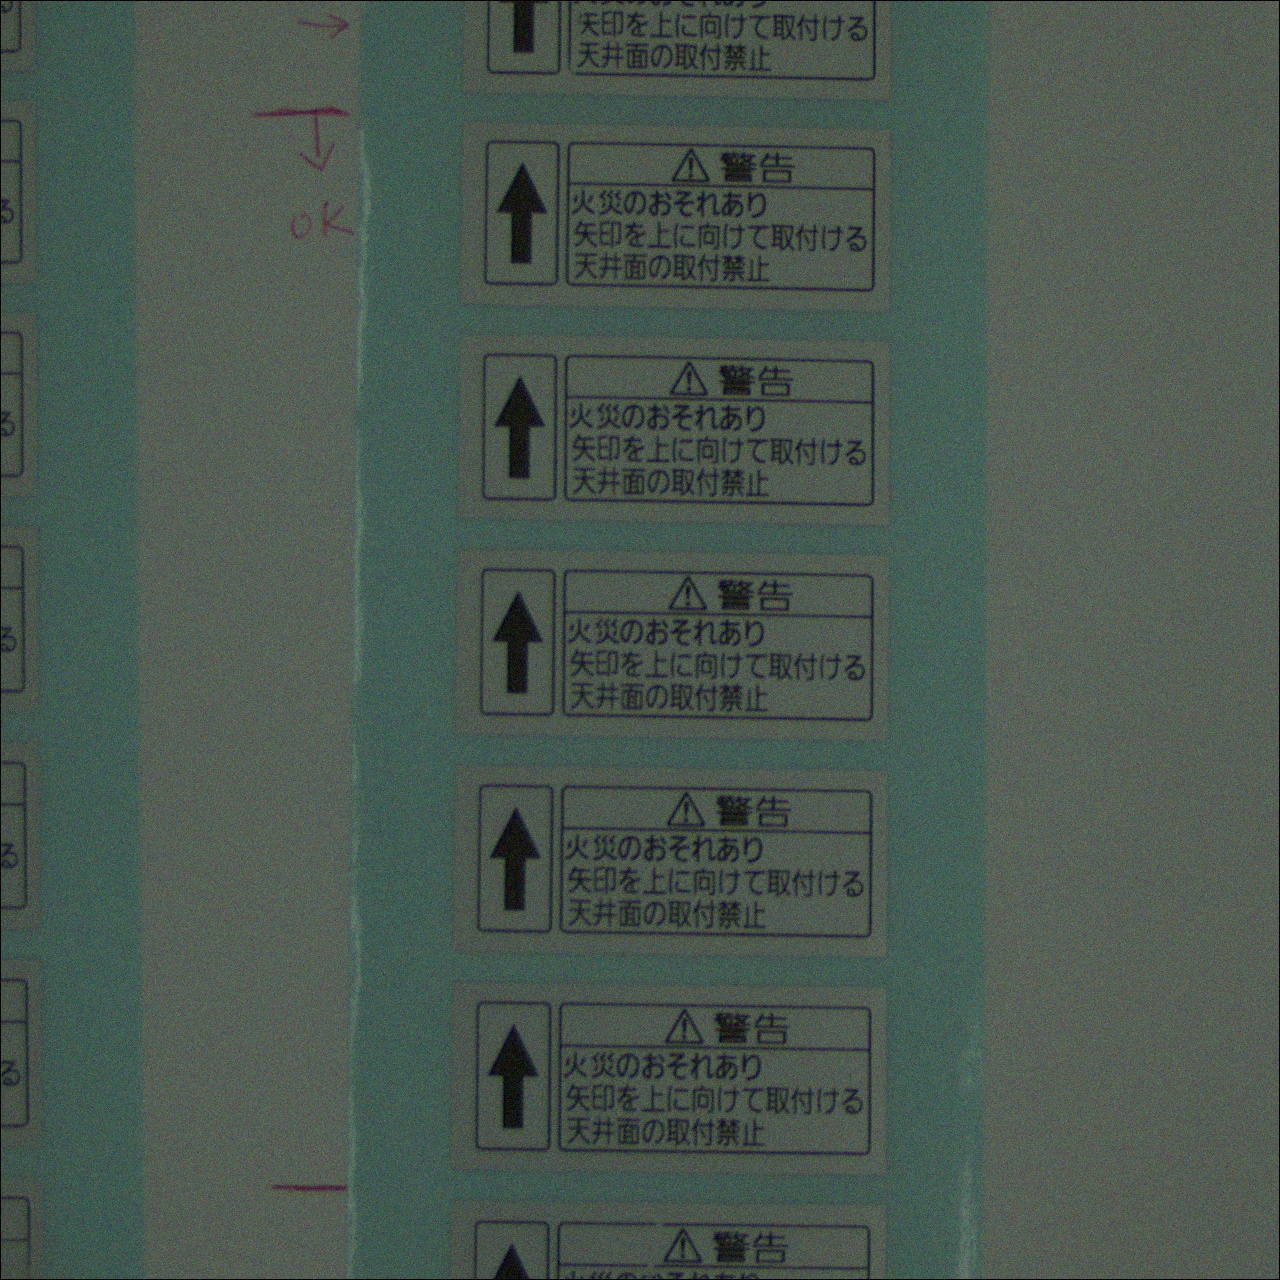 矢印を上に向けて取付ける
天井面の取付禁止
OK
警告
火災のおそれあり
矢印を上に向けて取付ける
天井面の取付禁止
る
警告
火災のおそれあり
矢印を上に向けて取付ける
天井面の取付禁止
る
警告
火災のおそれあり
矢印を上に向けて取付ける
天井面の取付禁止
る
警告
火災のおそれあり
矢印を上に向けて取付ける
天井面の取付禁止
る
警告
火災のおそれあり
矢印を上に向けて取付ける
天井面の取付禁止
る
警告